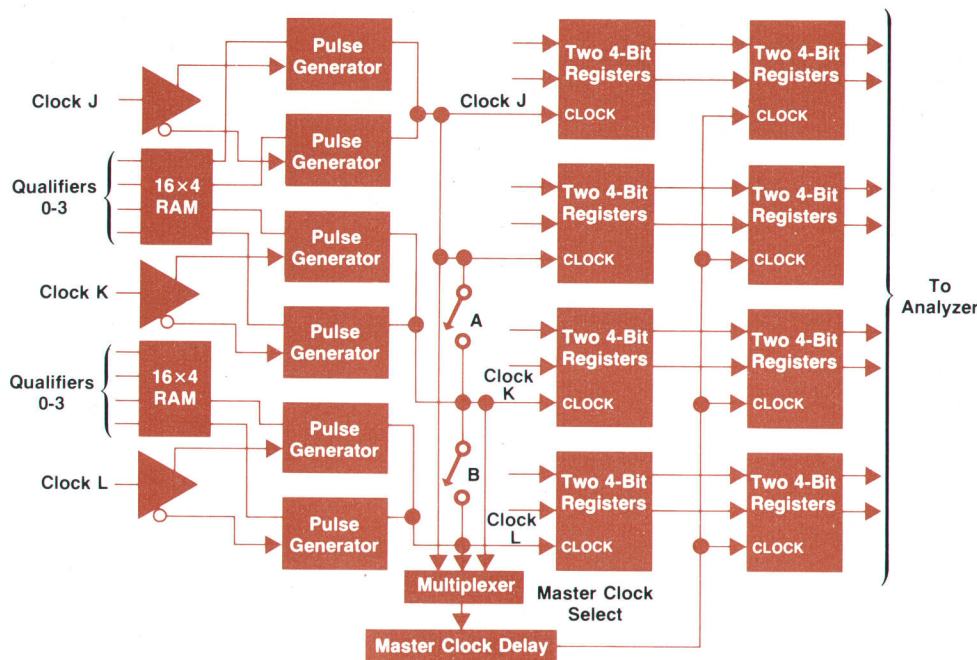 Clock J
Qualifiers
0-3
16×4
RAM
Clock K
Qualifiers
0-3
16×4
RAM
Clock L
Pulse
Generator
Pulse
Generator
Pulse
Generator
Pulse
Generator
Pulse
Generator
Pulse
Generator
Clock J
A
Clock
K
B
Clock
L
Multiplexer
Master Clock
Select
Master Clock Delay
Two 4-Bit
Registers
CLOCK
Two 4-Bit
Registers
CLOCK
Two 4-Bit
Registers
CLOCK
Two 4-Bit
Registers
CLOCK
Two 4-Bit
Registers
CLOCK
Two 4-Bit
Registers
CLOCK
Two 4-Bit
Registers
CLOCK
Two 4-Bit
Registers
CLOCK
To
Analyzer